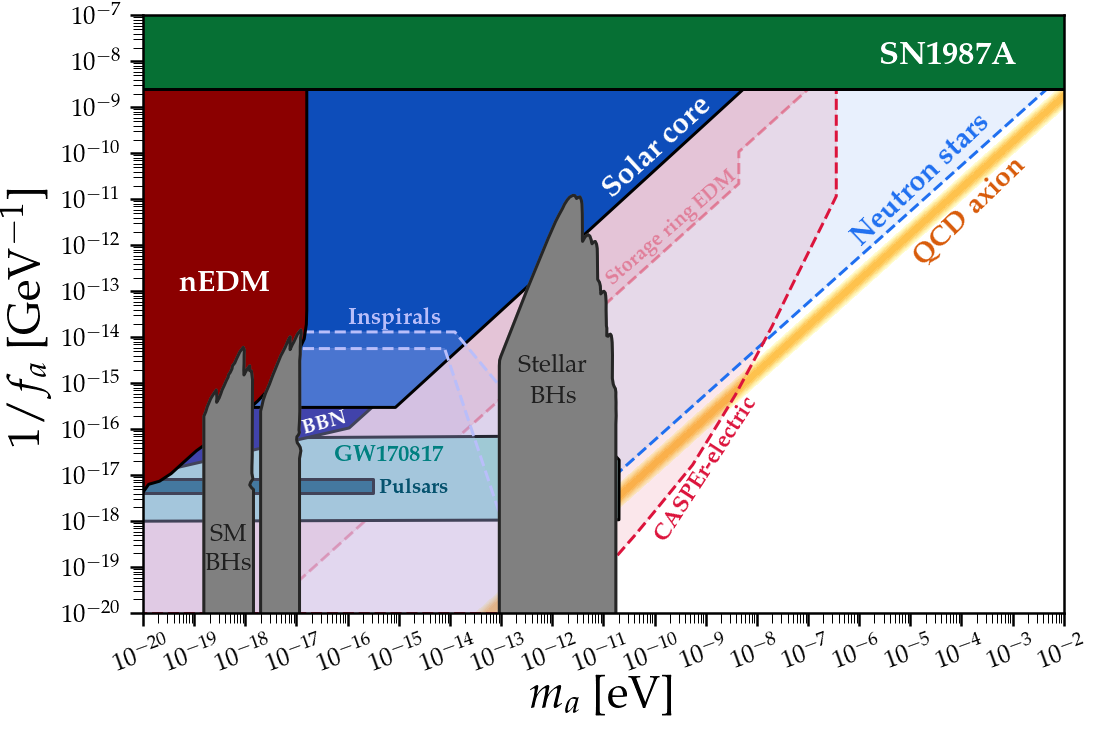 10⁻⁷
10⁻⁸
10⁻⁹
10⁻¹⁰
10⁻¹¹
10⁻¹²
10⁻¹³
10⁻¹⁴
10⁻¹⁵
10⁻¹⁶
10⁻¹⁷
10⁻¹⁸
10⁻¹⁹
10⁻²⁰
1/fₐ [GeV⁻¹]
SN1987A
Solar core
Storage ring EDM
Neutron stars
QCD axion
nEDM
Inspirals
Stellar
BHs
BBN
GW170817
Pulsars
CASPEr-electric
SM
BHs
10⁻²⁰ 10⁻¹⁹ 10⁻¹⁸ 10⁻¹⁷ 10⁻¹⁶ 10⁻¹⁵ 10⁻¹⁴ 10⁻¹³ 10⁻¹² 10⁻¹¹ 10⁻¹⁰ 10⁻⁹ 10⁻⁸ 10⁻⁷ 10⁻⁶ 10⁻⁵ 10⁻⁴ 10⁻³ 10⁻²
mₐ [eV]